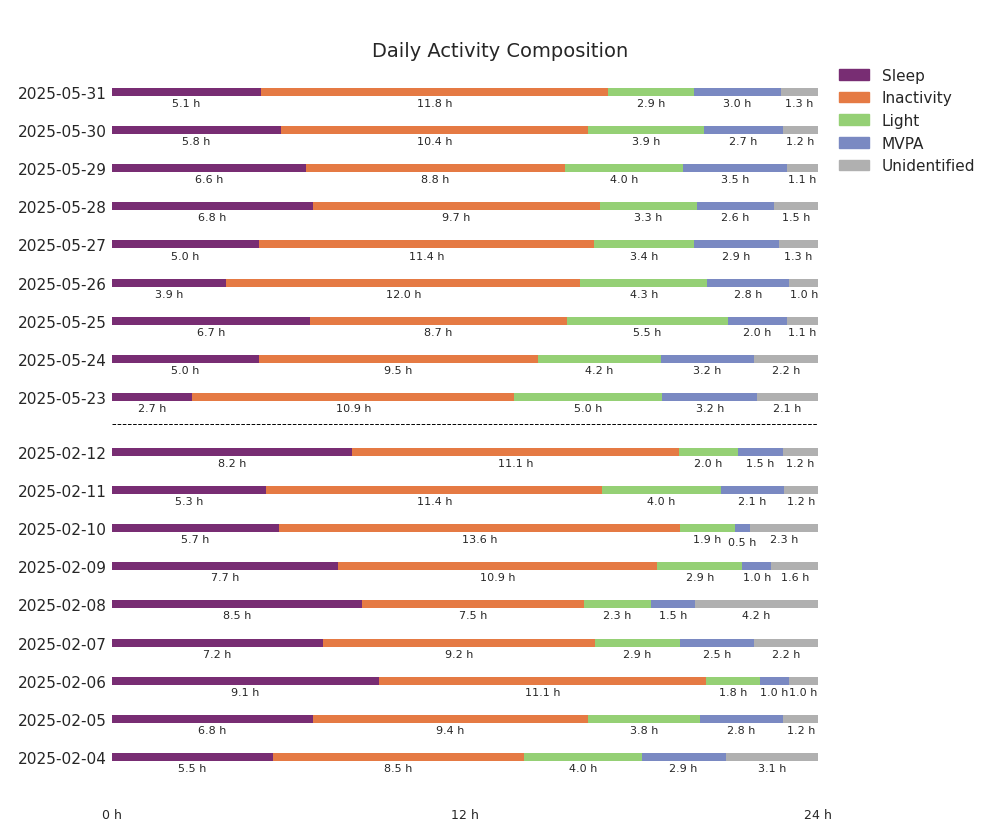 Daily Activity Composition
Sleep
Inactivity
Light
MVPA
Unidentified
2025-05-31
5.1 h 11.8 h 2.9 h 3.0 h 1.3 h
2025-05-30
5.8 h 10.4 h 3.9 h 2.7 h 1.2 h
2025-05-29
6.6 h 8.8 h 4.0 h 3.5 h 1.1 h
2025-05-28
6.8 h 9.7 h 3.3 h 2.6 h 1.5 h
2025-05-27
5.0 h 11.4 h 3.4 h 2.9 h 1.3 h
2025-05-26
3.9 h 12.0 h 4.3 h 2.8 h 1.0 h
2025-05-25
6.7 h 8.7 h 5.5 h 2.0 h 1.1 h
2025-05-24
5.0 h 9.5 h 4.2 h 3.2 h 2.2 h
2025-05-23
2.7 h 10.9 h 5.0 h 3.2 h 2.1 h
2025-02-12
8.2 h 11.1 h 2.0 h 1.5 h 1.2 h
2025-02-11
5.3 h 11.4 h 4.0 h 2.1 h 1.2 h
2025-02-10
5.7 h 13.6 h 1.9 h 0.5 h 2.3 h
2025-02-09
7.7 h 10.9 h 2.9 h 1.0 h 1.6 h
2025-02-08
8.5 h 7.5 h 2.3 h 1.5 h 4.2 h
2025-02-07
7.2 h 9.2 h 2.9 h 2.5 h 2.2 h
2025-02-06
9.1 h 11.1 h 1.8 h 1.0 h 1.0 h
2025-02-05
6.8 h 9.4 h 3.8 h 2.8 h 1.2 h
2025-02-04
5.5 h 8.5 h 4.0 h 2.9 h 3.1 h
0 h 12 h 24 h